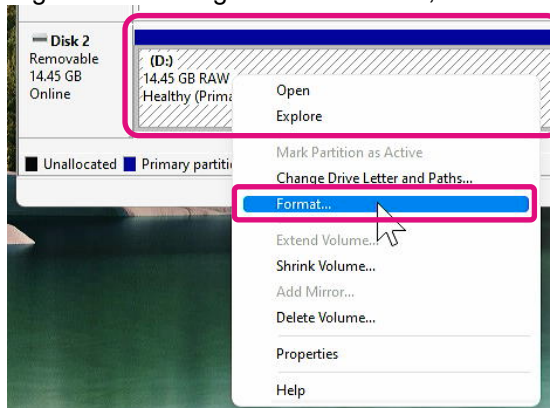 Disk 2
Removable
14.45 GB
Online
(D:)
14.45 GB RAW
Healthy (Prima
Open
Explore
Mark Partition as Active
Change Drive Letter and Paths...
Format...
Extend Volume...
Shrink Volume...
Add Mirror...
Delete Volume...
Properties
Help
Unallocated
Primary partiti